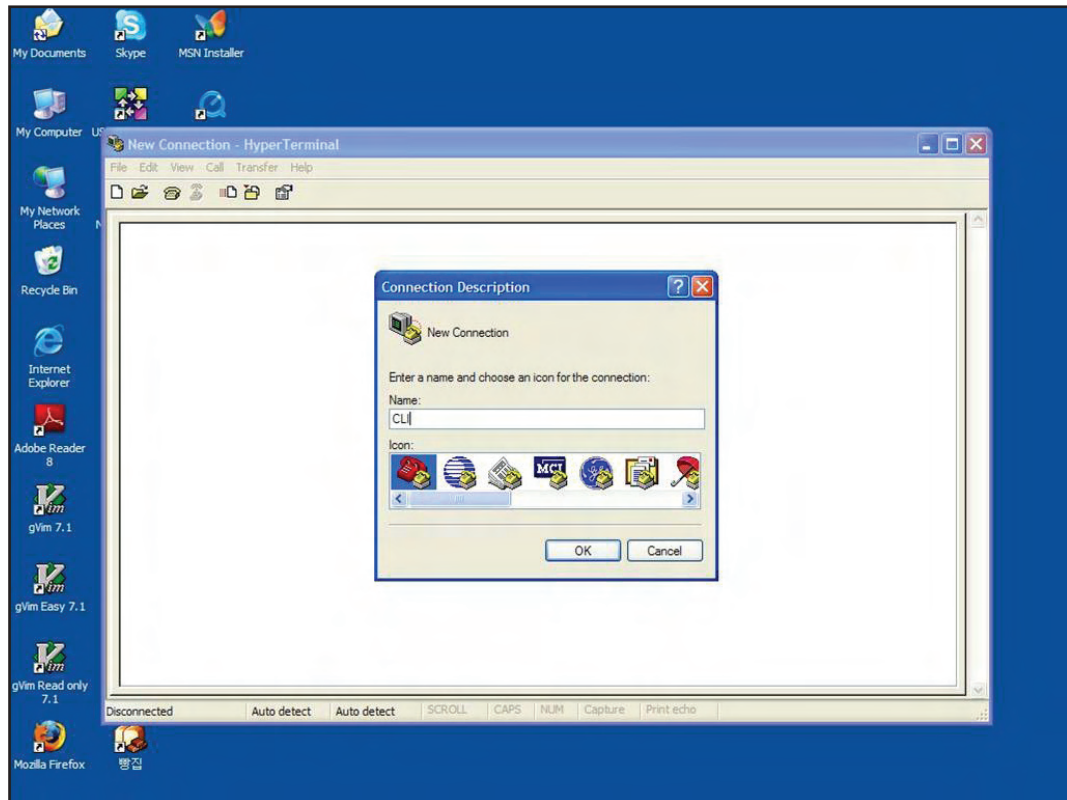 My Documents
Skype
MSN Installer
My Computer
New Connection - HyperTerminal
File Edit View Call Transfer Help
My Network
Places
Recycle Bin
Internet
Explorer
Adobe Reader
8
gVim 7.1
gVim Easy 7.1
gVim Read only
7.1
Mozilla Firefox
빵집
Connection Description
New Connection
Enter a name and choose an icon for the connection:
Name:
CLI
Icon:
MCI
OK Cancel
Disconnected Auto detect Auto detect SCROLL CAPS NUM Capture Print echo